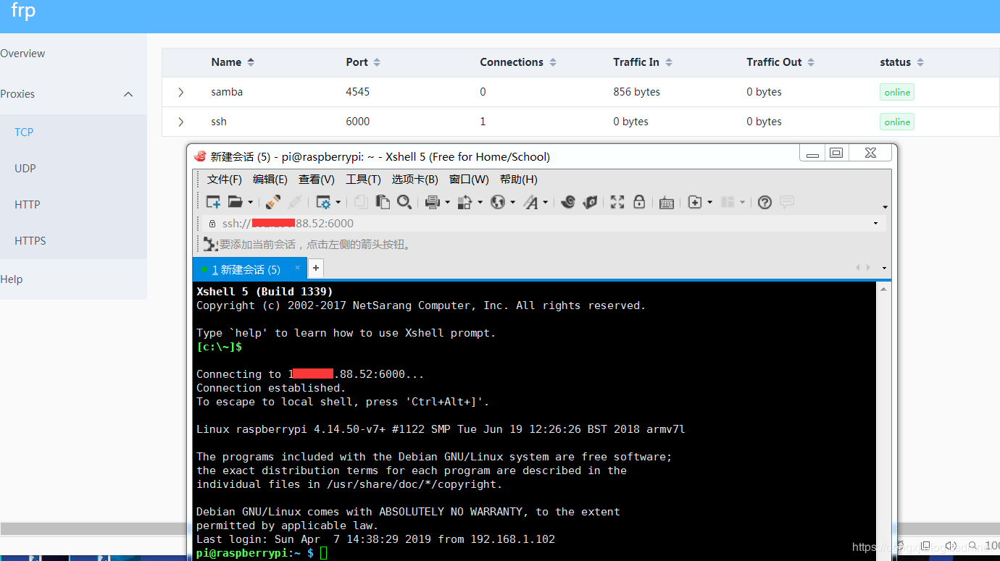 frp
Overview
Proxies
TCP
UDP
HTTP
HTTPS
Help
Name Port Connections Traffic In Traffic Out status
samba 4545 0 856 bytes 0 bytes online
ssh 6000 1 0 bytes 0 bytes online
新建会话 (5) - pi@raspberrypi: ~ - Xshell 5 (Free for Home/School)
文件(F) 编辑(E) 查看(V) 工具(T) 选项卡(B) 窗口(W) 帮助(H)
ssh:// 88.52:6000
要添加当前会话，点击左侧的箭头按钮。
1 新建会话 (5) × +
Xshell 5 (Build 1339)
Copyright (c) 2002-2017 NetSarang Computer, Inc. All rights reserved.
Type `help' to learn how to use Xshell prompt.
[c:\~]$
Connecting to 1 .88.52:6000...
Connection established.
To escape to local shell, press 'Ctrl+Alt+]'.
Linux raspberrypi 4.14.50-v7+ #1122 SMP Tue Jun 19 12:26:26 BST 2018 armv7l
The programs included with the Debian GNU/Linux system are free software;
the exact distribution terms for each program are described in the
individual files in /usr/share/doc/*/copyright.
Debian GNU/Linux comes with ABSOLUTELY NO WARRANTY, to the extent
permitted by applicable law.
Last login: Sun Apr  7 14:38:29 2019 from 192.168.1.102
pi@raspberrypi:~ $